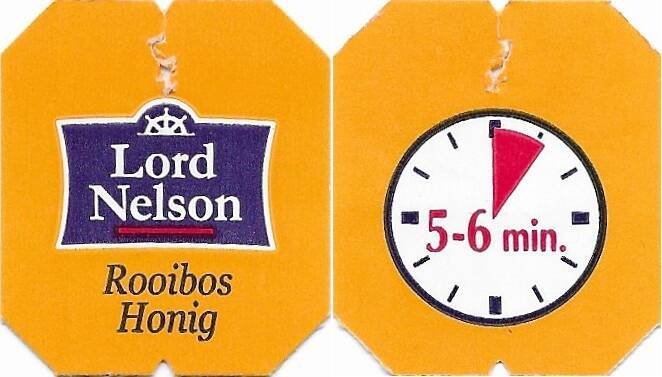 Lord
Nelson
Rooibos
Honig
5-6 min.